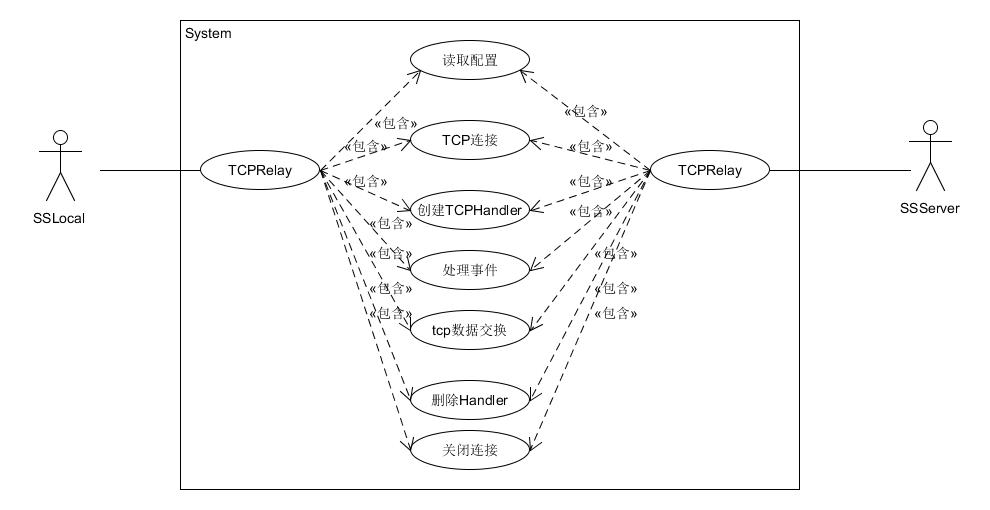 System
读取配置
«包含»
«包含»
TCP连接
«包含»
«包含»
SSLocal
TCPRelay
TCPRelay
SSServer
«包含»
«包含»
创建TCPHandler
«包含»
«包含»
«包含»
«包含»
处理事件
«包含»
«包含»
«包含»
«包含»
tcp数据交换
删除Handler
关闭连接